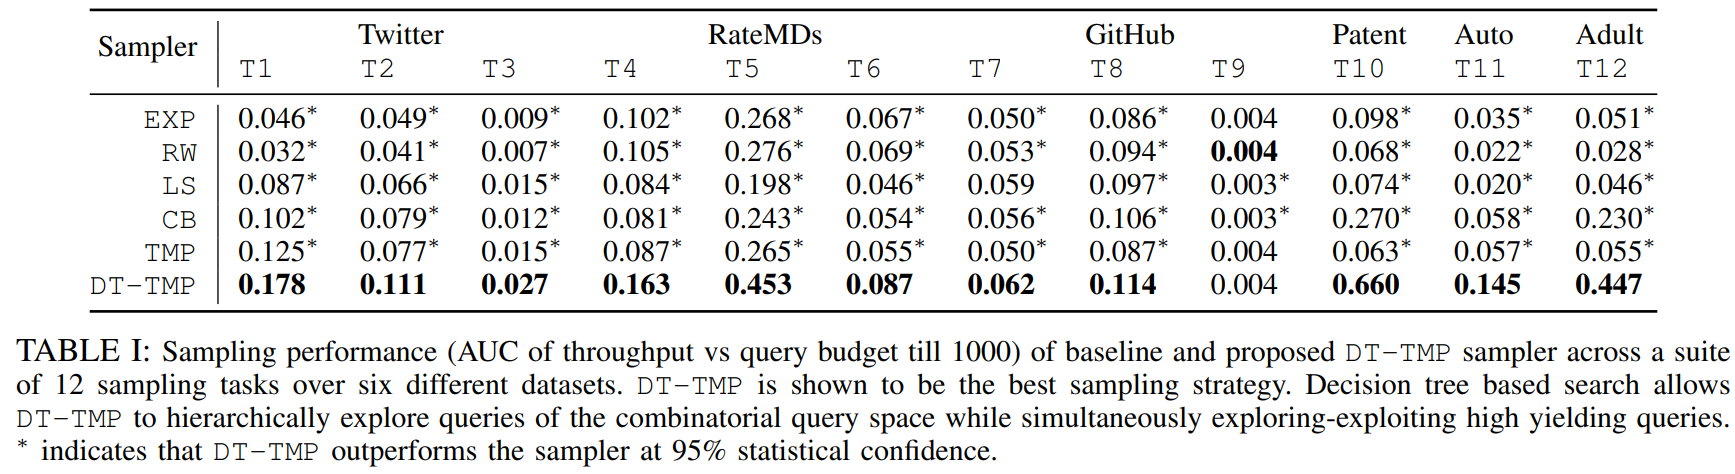 Sampler Twitter RateMDs GitHub Patent Auto Adult
T1 T2 T3 T4 T5 T6 T7 T8 T9 T10 T11 T12
EXP 0.046* 0.049* 0.009* 0.102* 0.268* 0.067* 0.050* 0.086* 0.004 0.098* 0.035* 0.051*
RW 0.032* 0.041* 0.007* 0.105* 0.276* 0.069* 0.053* 0.094* 0.004 0.068* 0.022* 0.028*
LS 0.087* 0.066* 0.015* 0.084* 0.198* 0.046* 0.059 0.097* 0.003* 0.074* 0.020* 0.046*
CB 0.102* 0.079* 0.012* 0.081* 0.243* 0.054* 0.056* 0.106* 0.003* 0.270* 0.058* 0.230*
TMP 0.125* 0.077* 0.015* 0.087* 0.265* 0.055* 0.050* 0.087* 0.004 0.063* 0.057* 0.055*
DT-TMP 0.178 0.111 0.027 0.163 0.453 0.087 0.062 0.114 0.004 0.660 0.145 0.447
TABLE I: Sampling performance (AUC of throughput vs query budget till 1000) of baseline and proposed DT-TMP sampler across a suite
of 12 sampling tasks over six different datasets. DT-TMP is shown to be the best sampling strategy. Decision tree based search allows
DT-TMP to hierarchically explore queries of the combinatorial query space while simultaneously exploring-exploiting high yielding queries.
* indicates that DT-TMP outperforms the sampler at 95% statistical confidence.